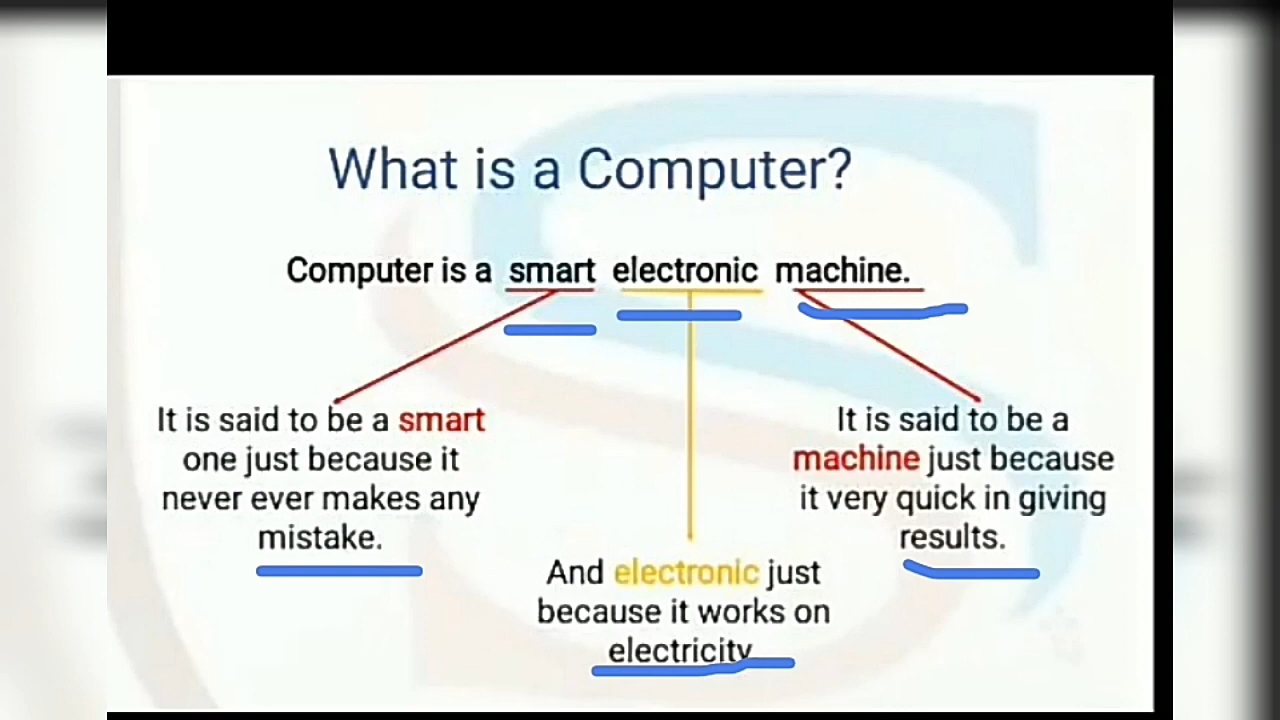 What is a Computer?
Computer is a smart electronic machine.
It is said to be a smart
one just because it
never ever makes any
mistake.
And electronic just
because it works on
electricity
It is said to be a
machine just because
it very quick in giving
results.